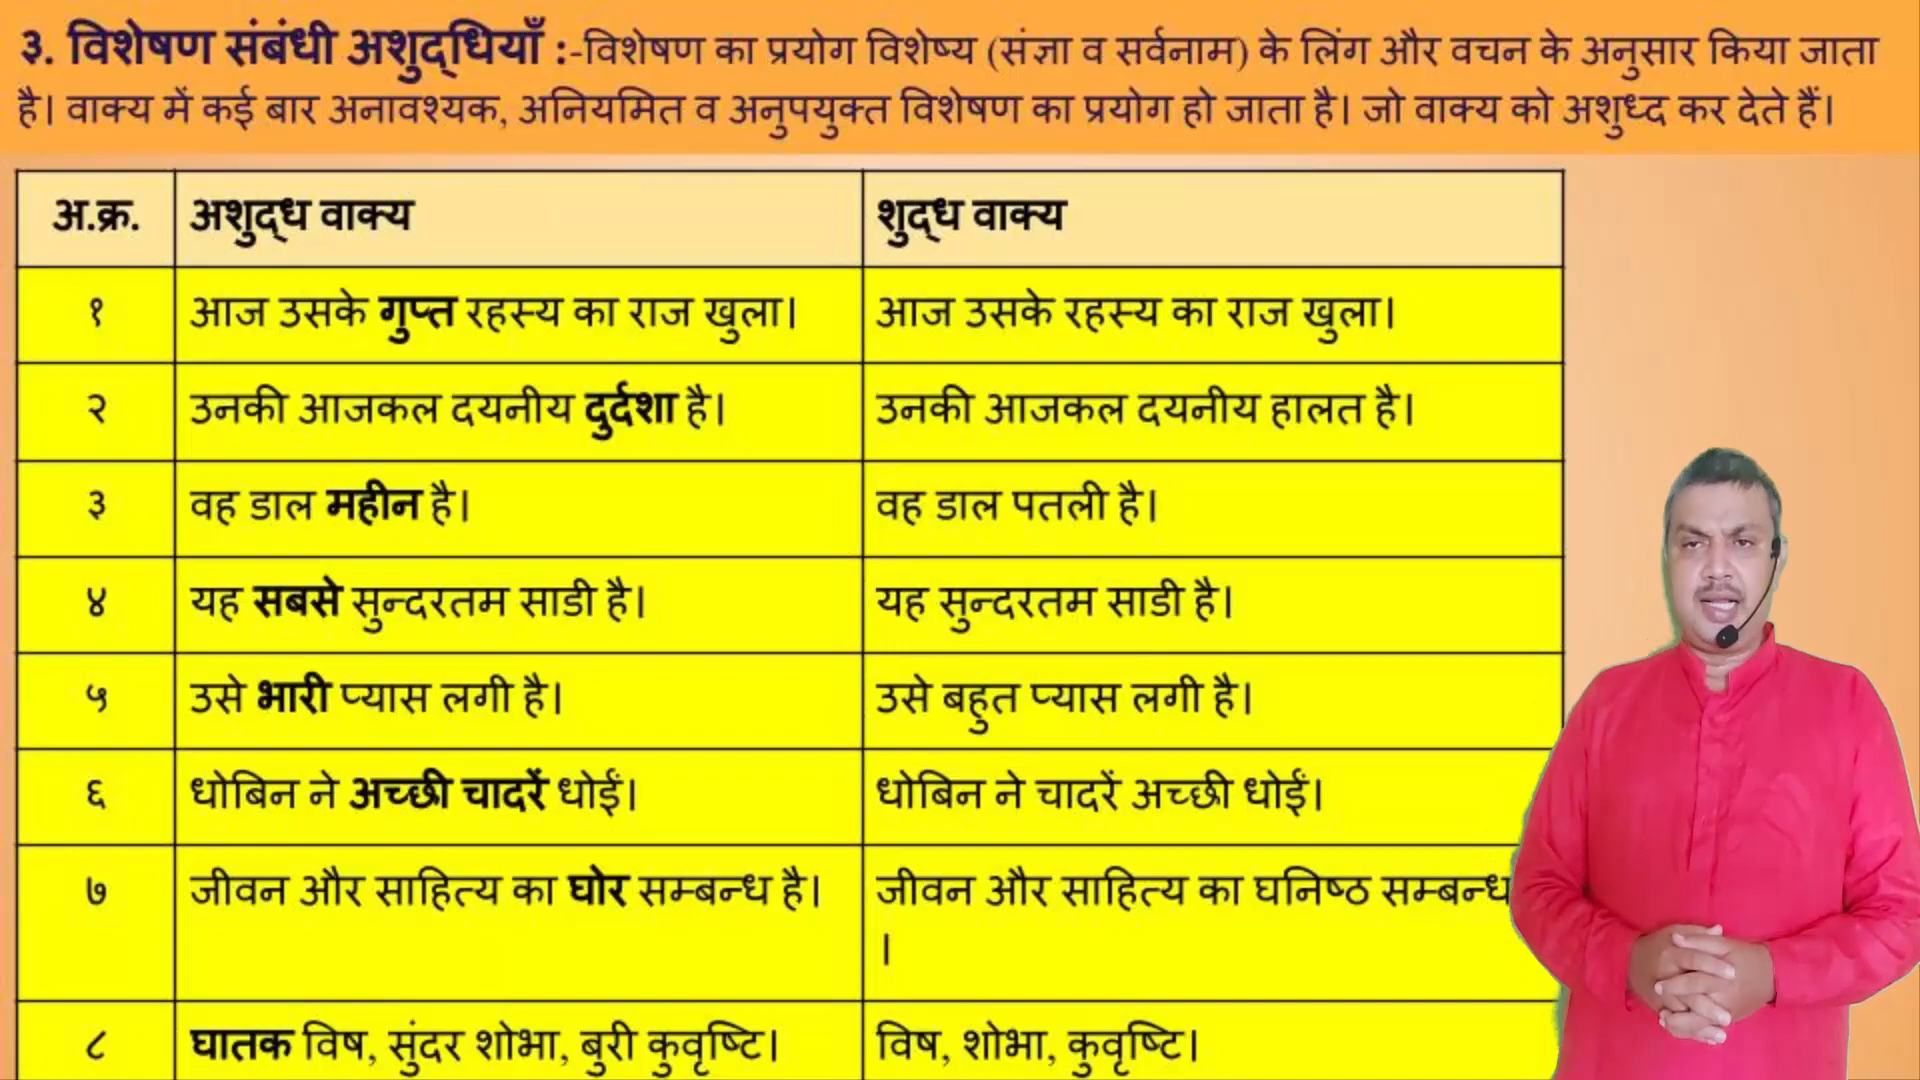 ३. विशेषण संबंधी अशुद्धियाँ :-विशेषण का प्रयोग विशेष्य (संज्ञा व सर्वनाम) के लिंग और वचन के अनुसार किया जाता
है। वाक्य में कई बार अनावश्यक, अनियमित व अनुपयुक्त विशेषण का प्रयोग हो जाता है। जो वाक्य को अशुध्द कर देते हैं।
अ.क्र. अशुद्ध वाक्य शुद्ध वाक्य
१ आज उसके गुप्त रहस्य का राज खुला। आज उसके रहस्य का राज खुला।
२ उनकी आजकल दयनीय दुर्दशा है। उनकी आजकल दयनीय हालत है।
३ वह डाल महीन है। वह डाल पतली है।
४ यह सबसे सुन्दरतम साडी है। यह सुन्दरतम साडी है।
५ उसे भारी प्यास लगी है। उसे बहुत प्यास लगी है।
६ धोबिन ने अच्छी चादरें धोईं। धोबिन ने चादरें अच्छी धोईं।
७ जीवन और साहित्य का घोर सम्बन्ध है। जीवन और साहित्य का घनिष्ठ सम्बन्ध
।
८ घातक विष, सुंदर शोभा, बुरी कुवृष्टि। विष, शोभा, कुवृष्टि।